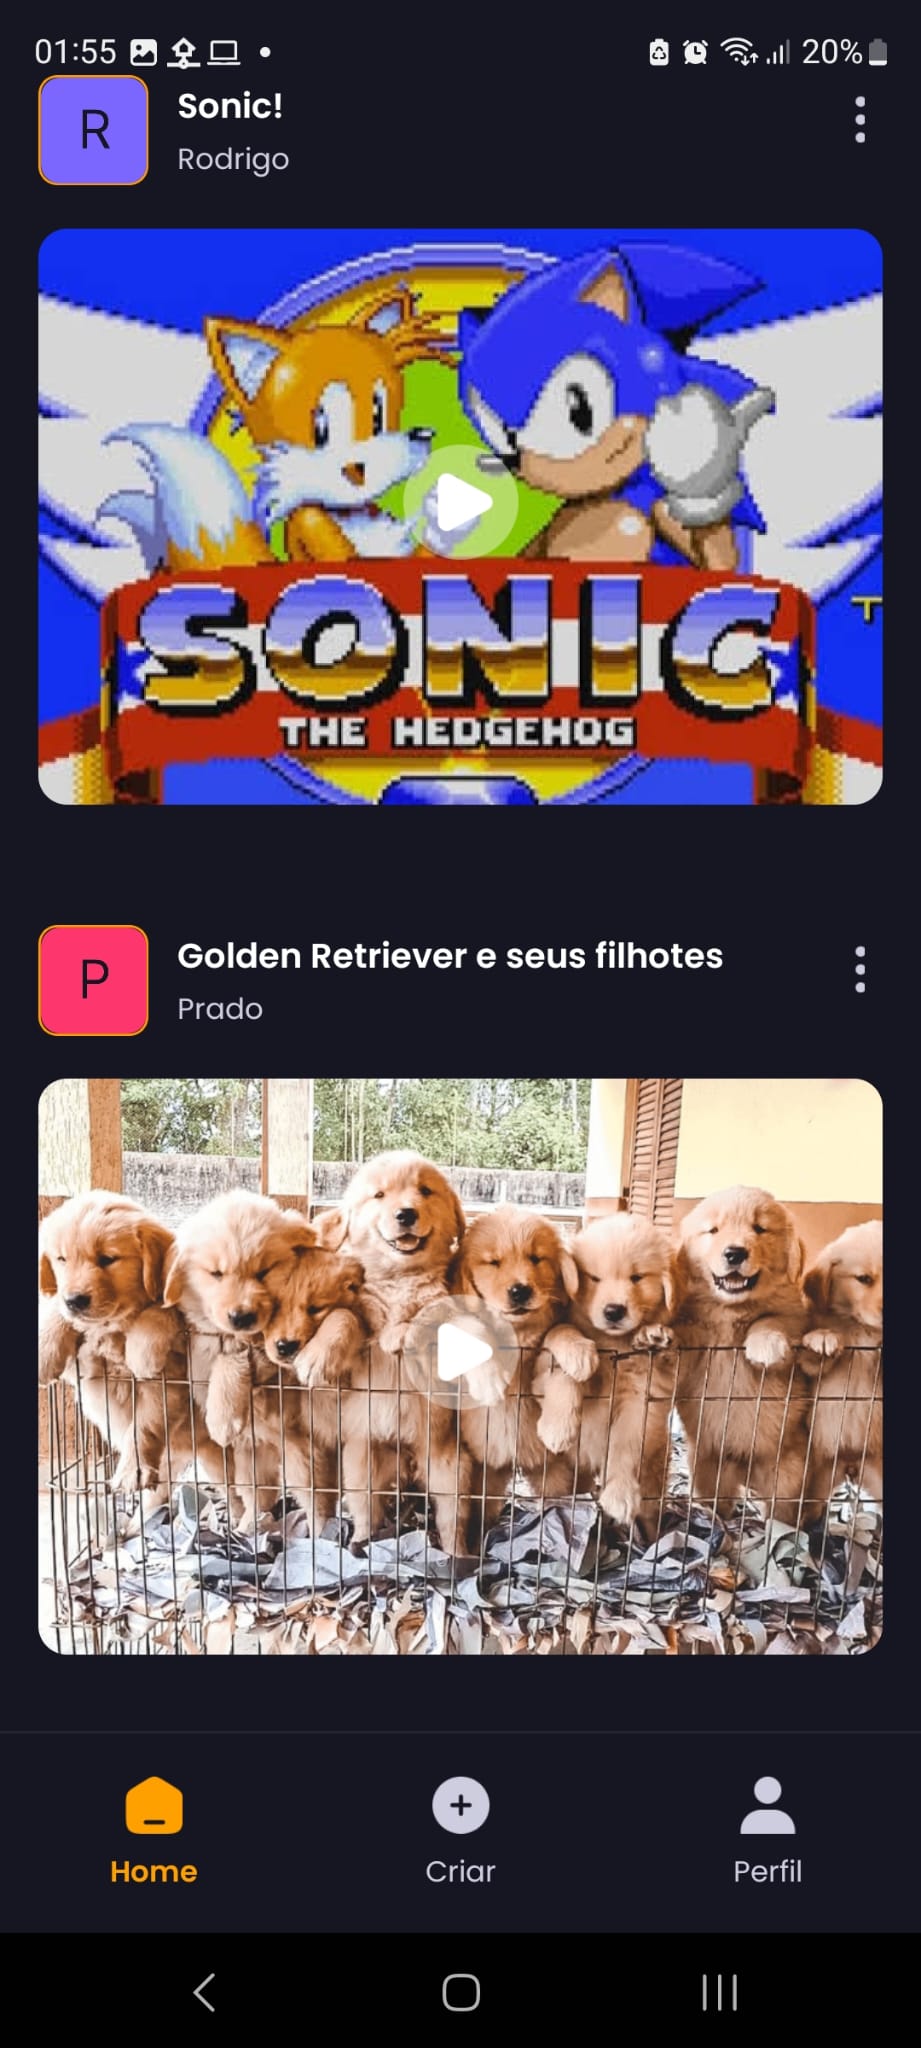 01:55
20%
R
Sonic!
Rodrigo
SONIC
T
THE HEDGEHOG
P
Golden Retriever e seus filhotes
Prado
Home
Criar
Perfil